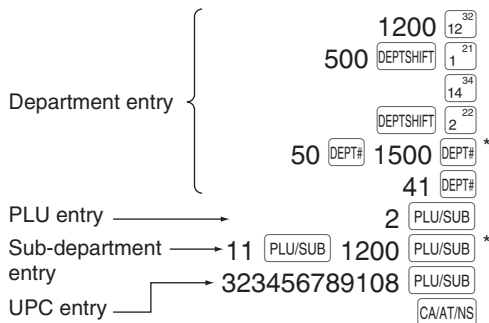 1200 12 32
500 DEPTSHIFT 1 21
14 34
Department entry
DEPTSHIFT 2 22
50 DEPT# 1500 DEPT# *
41 DEPT#
PLU entry 2 PLU/SUB
Sub-department entry 11 PLU/SUB 1200 PLU/SUB *
UPC entry 323456789108 PLU/SUB
CA/AT/NS